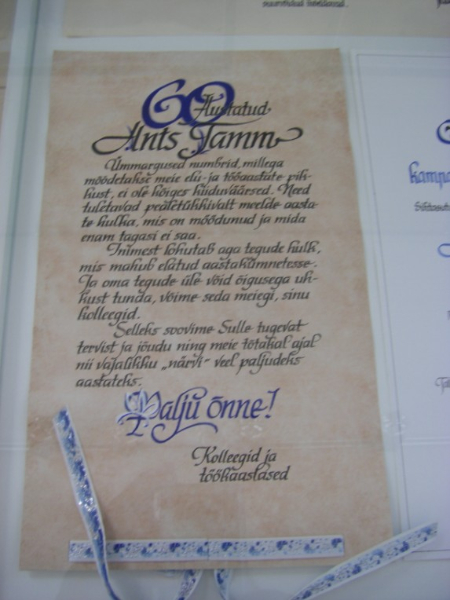 60
Austatud
Ants Tamm
Ümmargused numbrid, millega
mõõdetakse meie elu- ja tööaastate pik-
kust, ei ole kõiges kiiduväärsed. Need
tuletavad pealetükkivalt meelde aasta-
te hulka, mis on möödunud ja mida
enam tagasi ei saa.
Inimest lohutab aga tegude hulk,
mis mahub elatud aastakümnetesse.
Ja oma tegude üle võid õigusega uh-
kust tunda, võime seda meiegi, sinu
kolleegid.
Selleks soovime Sulle tugevat
tervist ja jõudu ning meie tõtakal ajal
nii vajalikku „närvi" veel paljudeks
aastateks.
Palju õnne!
Kolleegid ja
töökaaslased